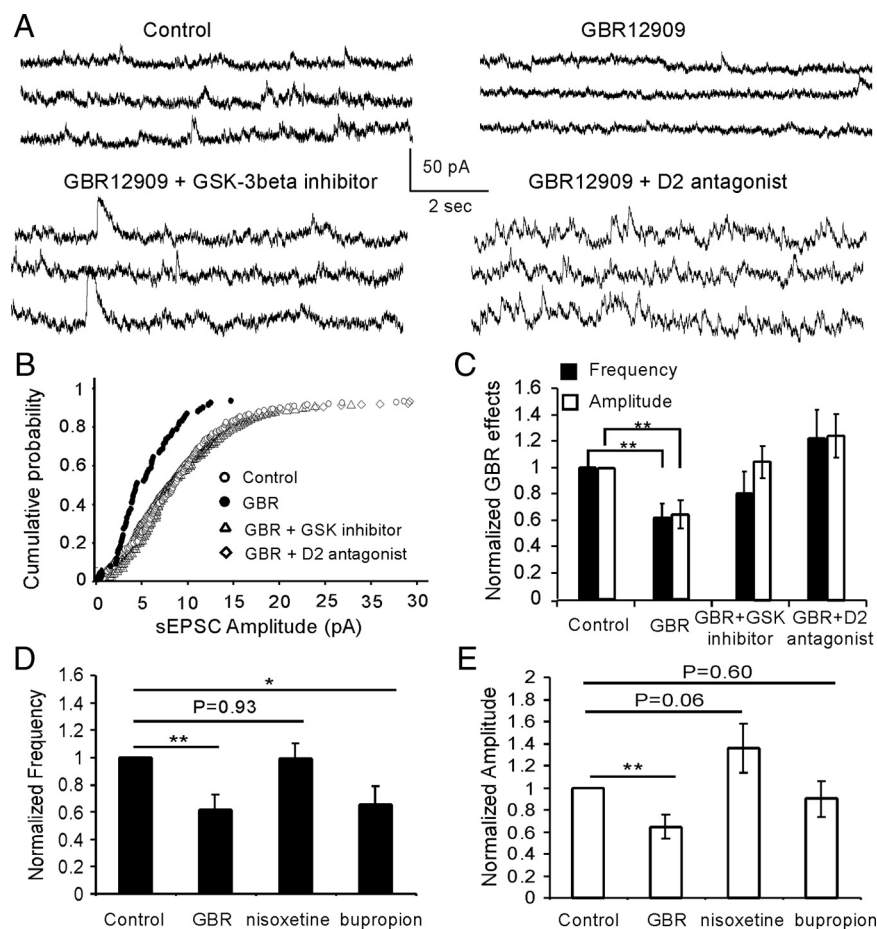 A
Control
GBR12909
50 pA
2 sec
GBR12909 + GSK-3beta inhibitor
GBR12909 + D2 antagonist
B
Cumulative probability
1
0.8
0.6
0.4
0.2
0
Control
GBR
GBR + GSK inhibitor
GBR + D2 antagonist
0 5 10 15 20 25 30 30
sEPSC Amplitude (pA)
C
Frequency
Amplitude
Normalized GBR effects
1.6
1.4
1.2
1
0.8
0.6
0.4
0.2
0
**
**
Control
GBR
GBR+GSK
inhibitor
GBR+D2
antagonist
D
Normalized Frequency
1.6
1.4
1.2
1
0.8
0.6
0.4
0.2
0
*
P=0.93
**
Control GBR nisoxetine bupropion
E
Normalized Amplitude
2
1.8
1.6
1.4
1.2
1
0.8
0.6
0.4
0.2
0
P=0.60
P=0.06
**
Control GBR nisoxetine bupropion